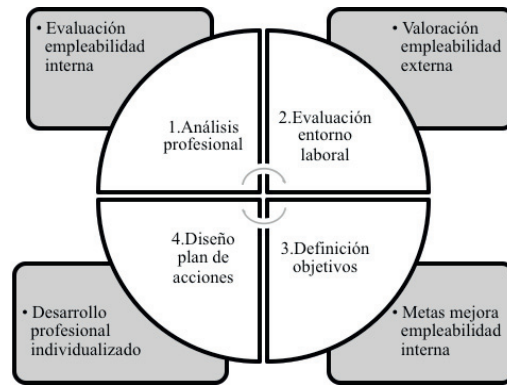 • Evaluación
empleabilidad
interna
• Valoración
empleabilidad
externa
1.Análisis
profesional
2.Evaluación
entorno
laboral
4.Diseño
plan de
acciones
3.Definición
objetivos
• Desarrollo
profesional
individualizado
• Metas mejora
empleabilidad
interna